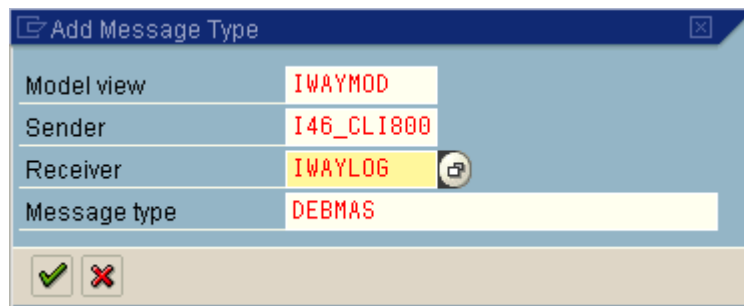 Add Message Type
Model view IWAYMOD
Sender I46_CLI800
Receiver IWAYLOG
Message type DEBMAS